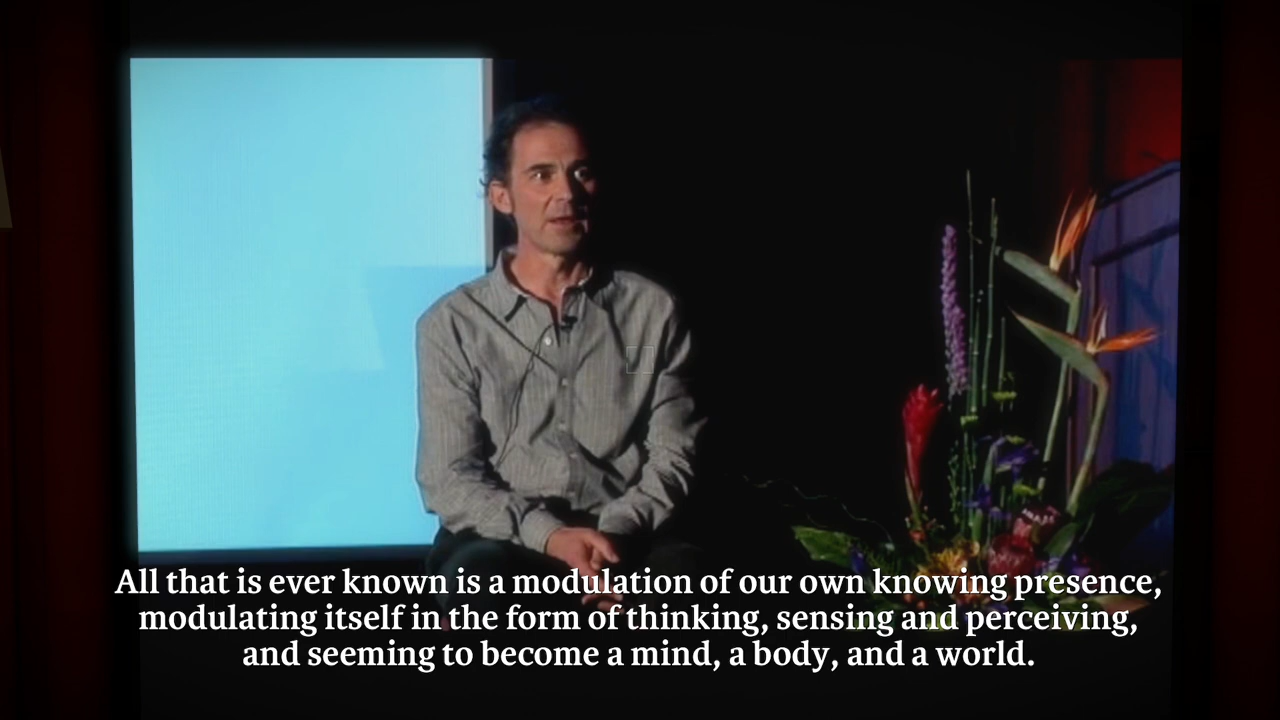 All that is ever known is a modulation of our own knowing presence,
modulating itself in the form of thinking, sensing and perceiving,
and seeming to become a mind, a body, and a world.